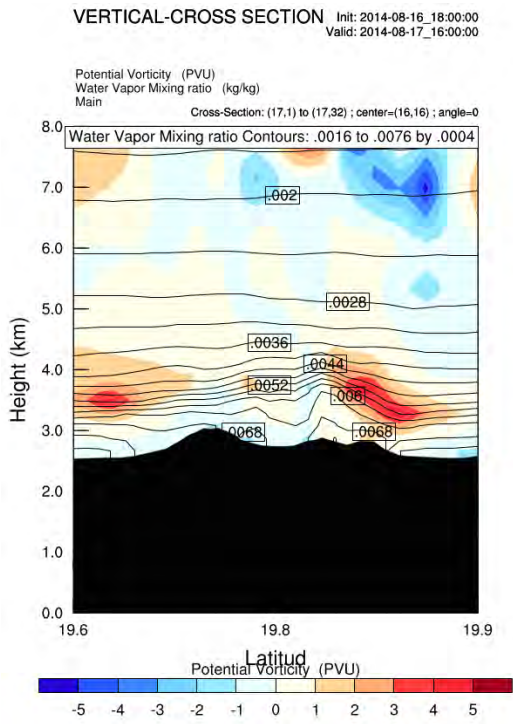 VERTICAL-CROSS SECTION Init: 2014-08-16_18:00:00
Valid: 2014-08-17_16:00:00
Potential Vorticity (PVU)
Water Vapor Mixing ratio (kg/kg)
Main
Cross-Section: (17,1) to (17,32) ; center=(16,16) ; angle=0
Water Vapor Mixing ratio Contours: .0016 to .0076 by .0004
8.0
7.0
6.0
5.0
4.0
3.0
2.0
1.0
0.0
Height (km)
.002
.0028
.0036
.0044
.0052
.006
.0068 .0068
19.6 19.8 19.9
Latitud
Potential Vorticity (PVU)
-5 -4 -3 -2 -1 0 1 2 3 4 5